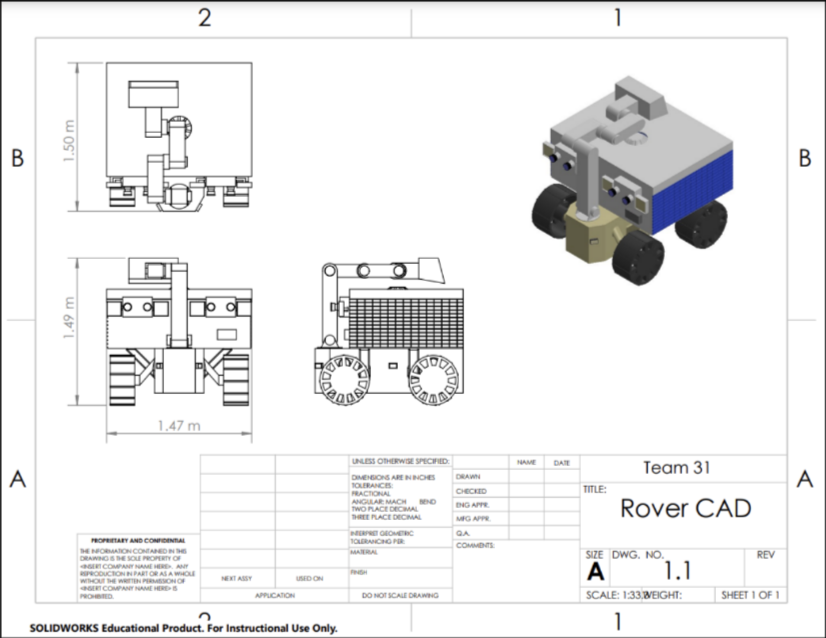 2
1
B
B
1.50 m
1.49 m
1.47 m
A
A
UNLESS OTHERWISE SPECIFIED:
DIMENSIONS ARE IN INCHES
TOLERANCES:
FRACTIONAL
ANGULAR: MACH BEND
TWO PLACE DECIMAL
THREE PLACE DECIMAL
INTERPRET GEOMETRIC
TOLERANCING PER:
MATERIAL
FINISH
DO NOT SCALE DRAWING
NAME
DATE
DRAWN
CHECKED
ENG APPR.
MFG APPR.
Q.A.
COMMENTS:
Team 31
TITLE:
Rover CAD
SIZE
A
DWG. NO.
1.1
REV
SCALE: WEIGHT:
SHEET 1 OF 1
PROPRIETARY AND CONFIDENTIAL
THE INFORMATION CONTAINED IN THIS
DRAWING IS THE SOLE PROPERTY OF
<INSERT COMPANY NAME HERE>. ANY
REPRODUCTION IN PART OR AS A WHOLE
WITHOUT THE WRITTEN PERMISSION OF
<INSERT COMPANY NAME HERE> IS
PROHIBITED.
NEXT ASSY
USED ON
APPLICATION
SOLIDWORKS Educational Product. For Instructional Use Only.
2
1